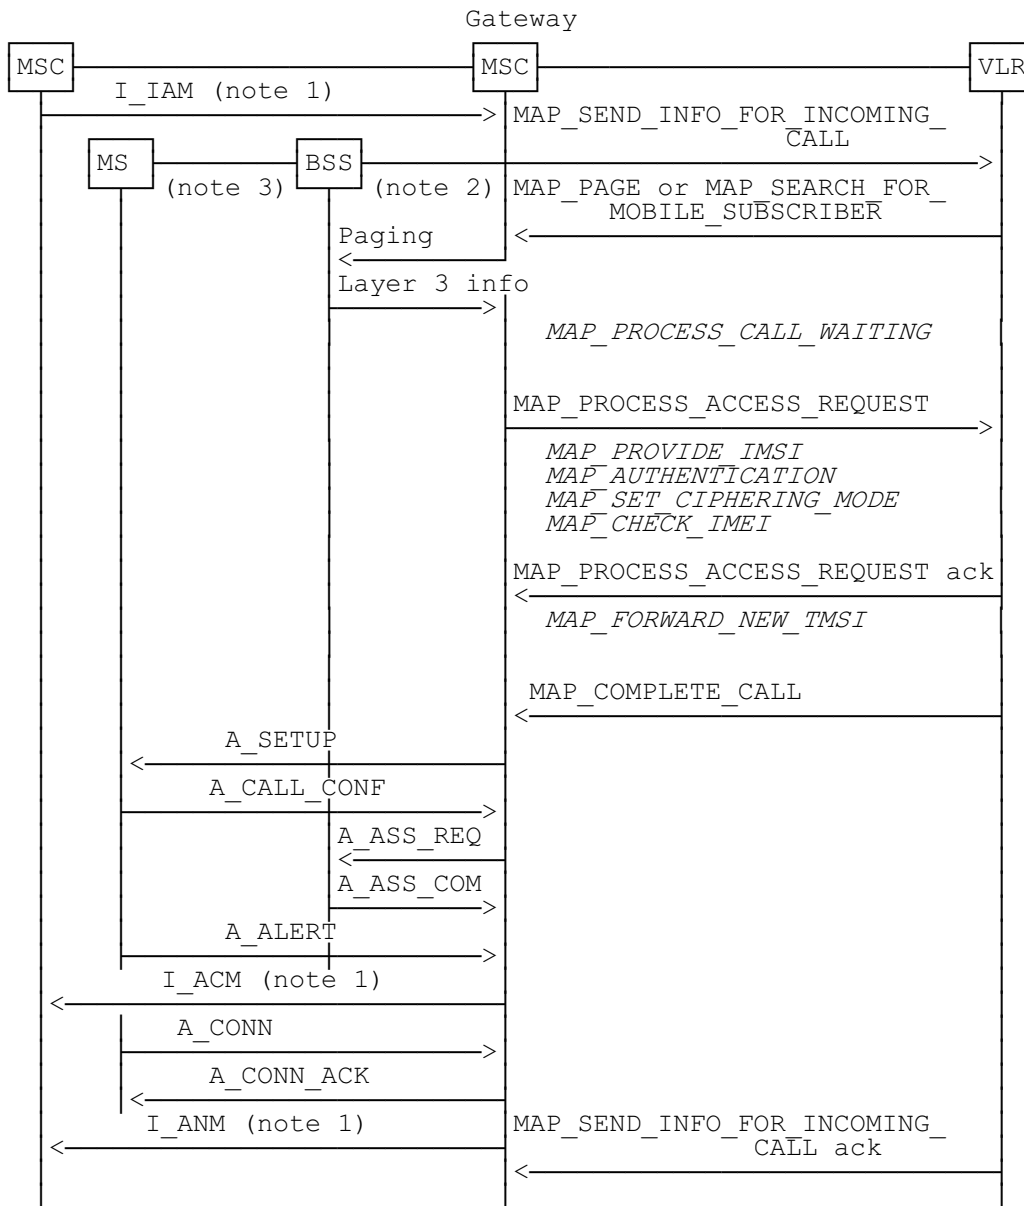 Gateway
MSC MSC VLR
I_IAM (note 1)
MAP_SEND_INFO_FOR_INCOMING_
CALL
MS BSS
(note 3) (note 2) MAP_PAGE or MAP_SEARCH_FOR_
MOBILE_SUBSCRIBER
Paging
Layer 3 info
MAP_PROCESS_CALL_WAITING
MAP_PROCESS_ACCESS_REQUEST
MAP_PROVIDE_IMSI
MAP_AUTHENTICATION
MAP_SET_CIPHERING_MODE
MAP_CHECK_IMEI
MAP_PROCESS_ACCESS_REQUEST ack
MAP_FORWARD_NEW_TMSI
MAP_COMPLETE_CALL
A_SETUP
A_CALL_CONF
A_ASS_REQ
A_ASS_COM
A_ALERT
I_ACM (note 1)
A_CONN
A_CONN_ACK
I_ANM (note 1) MAP_SEND_INFO_FOR_INCOMING_
CALL ack